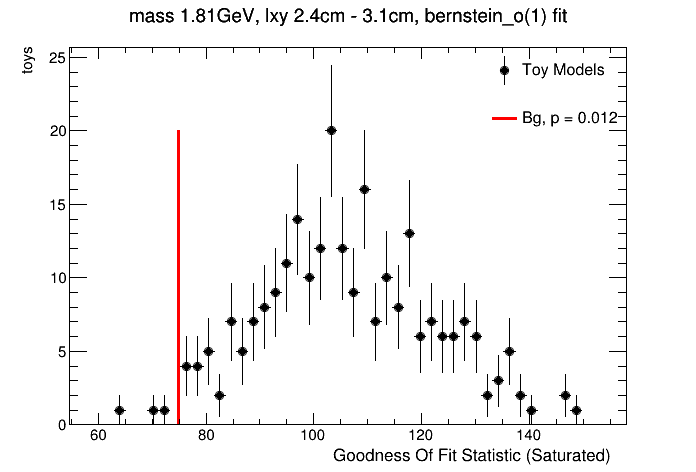 mass 1.81GeV, lxy 2.4cm - 3.1cm, bernstein_o(1) fit
toys
25
20
15
10
5
0
Toy Models
Bg, p = 0.012
60 80 100 120 140
Goodness Of Fit Statistic (Saturated)